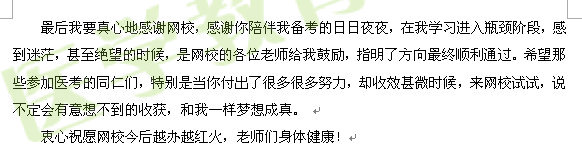 最后我要真心地感谢网校，感谢你陪伴我备考的日日夜夜，在我学习进入瓶颈阶段，感
到迷茫，甚至绝望的时候，是网校的各位老师给我鼓励，指明了方向最终顺利通过。希望那
些参加医考的同仁们，特别是当你付出了很多很多努力，却收效甚微时候，来网校试试，说
不定会有意想不到的收获，和我一样梦想成真。
衷心祝愿网校今后越办越红火，老师们身体健康！